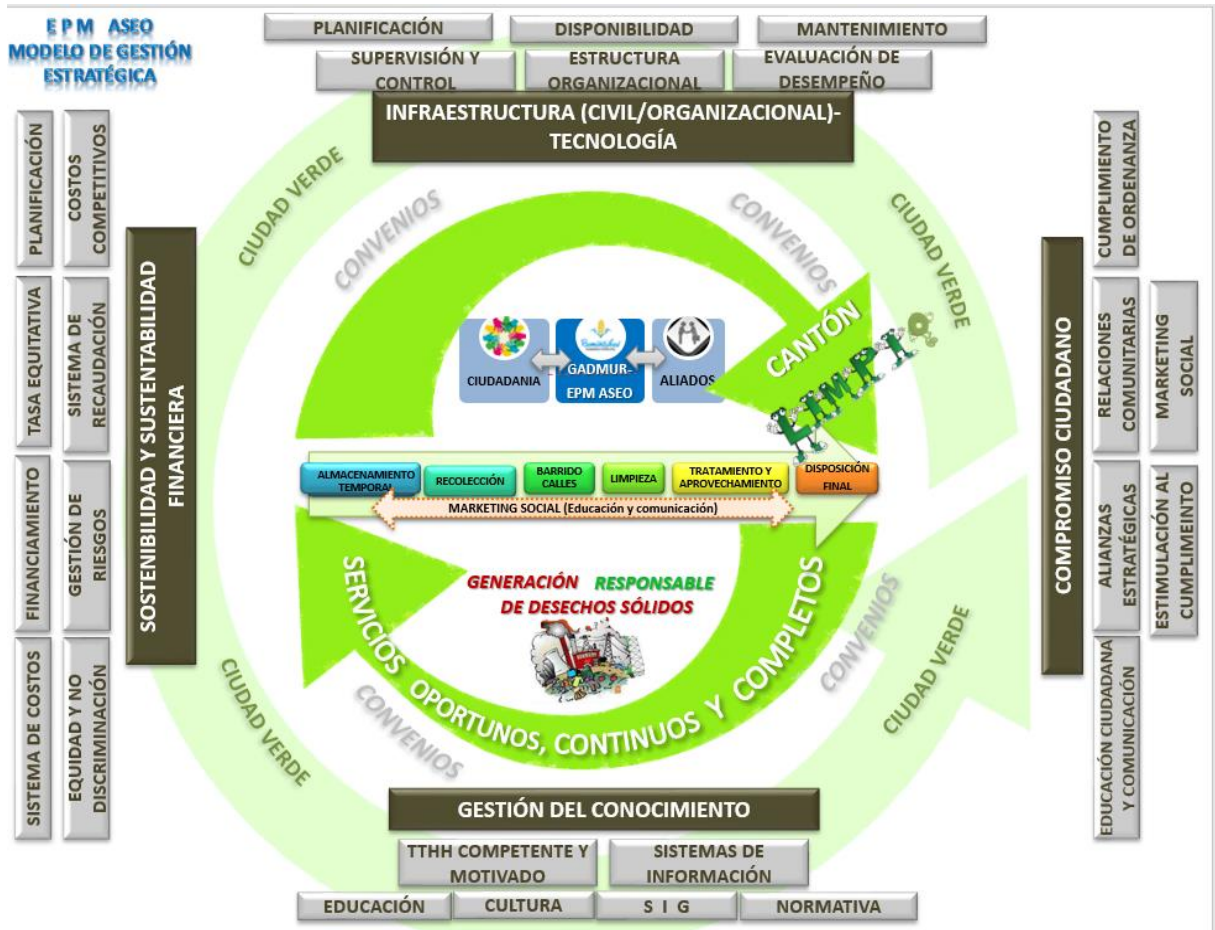 EPM ASEO
MODELO DE GESTIÓN
ESTRATÉGICA
PLANIFICACIÓN
DISPONIBILIDAD
MANTENIMIENTO
SUPERVISIÓN Y
CONTROL
ESTRUCTURA
ORGANIZACIONAL
EVALUACIÓN DE
DESEMPEÑO
INFRAESTRUCTURA (CIVIL/ORGANIZACIONAL)-
TECNOLOGÍA
PLANIFICACIÓN
COSTOS
COMPETITIVOS
TASA EQUITATIVA
SISTEMA DE
RECAUDACIÓN
FINANCIAMIENTO
GESTIÓN DE
RIESGOS
SISTEMA DE COSTOS
EQUIDAD Y NO
DISCRIMINACIÓN
SOSTENIBILIDAD Y SUSTENTABILIDAD
FINANCIERA
CIUDAD VERDE
CONVENIOS
CONVENIOS
CIUDAD VERDE
CANTÓN
LIMPI
CIUDADANIA
GADMUR-
EPM ASEO
ALIADOS
ALMACENAMIENTO
TEMPORAL
RECOLECCIÓN
BARRIDO
CALLES
LIMPIEZA
TRATAMIENTO Y
APROVECHAMIENTO
DISPOSICIÓN
FINAL
MARKETING SOCIAL (Educación y comunicación)
GENERACIÓN RESPONSABLE
DE DESECHOS SÓLIDOS
SERVICIOS OPORTUNOS, CONTINUOS Y COMPLETOS
CIUDAD VERDE
CONVENIOS
CONVENIOS
CIUDAD VERDE
COMPROMISO CIUDADANO
CUMPLIMIENTO
DE ORDENANZA
RELACIONES
COMUNITARIAS
MARKETING
SOCIAL
ALIANZAS
ESTRATÉGICAS
ESTIMULACIÓN AL
CUMPLIMEINTO
EDUCACIÓN CIUDADANA
Y COMUNICACIÓN
GESTIÓN DEL CONOCIMIENTO
TTHH COMPETENTE Y
MOTIVADO
SISTEMAS DE
INFORMACIÓN
EDUCACIÓN
CULTURA
S I G
NORMATIVA